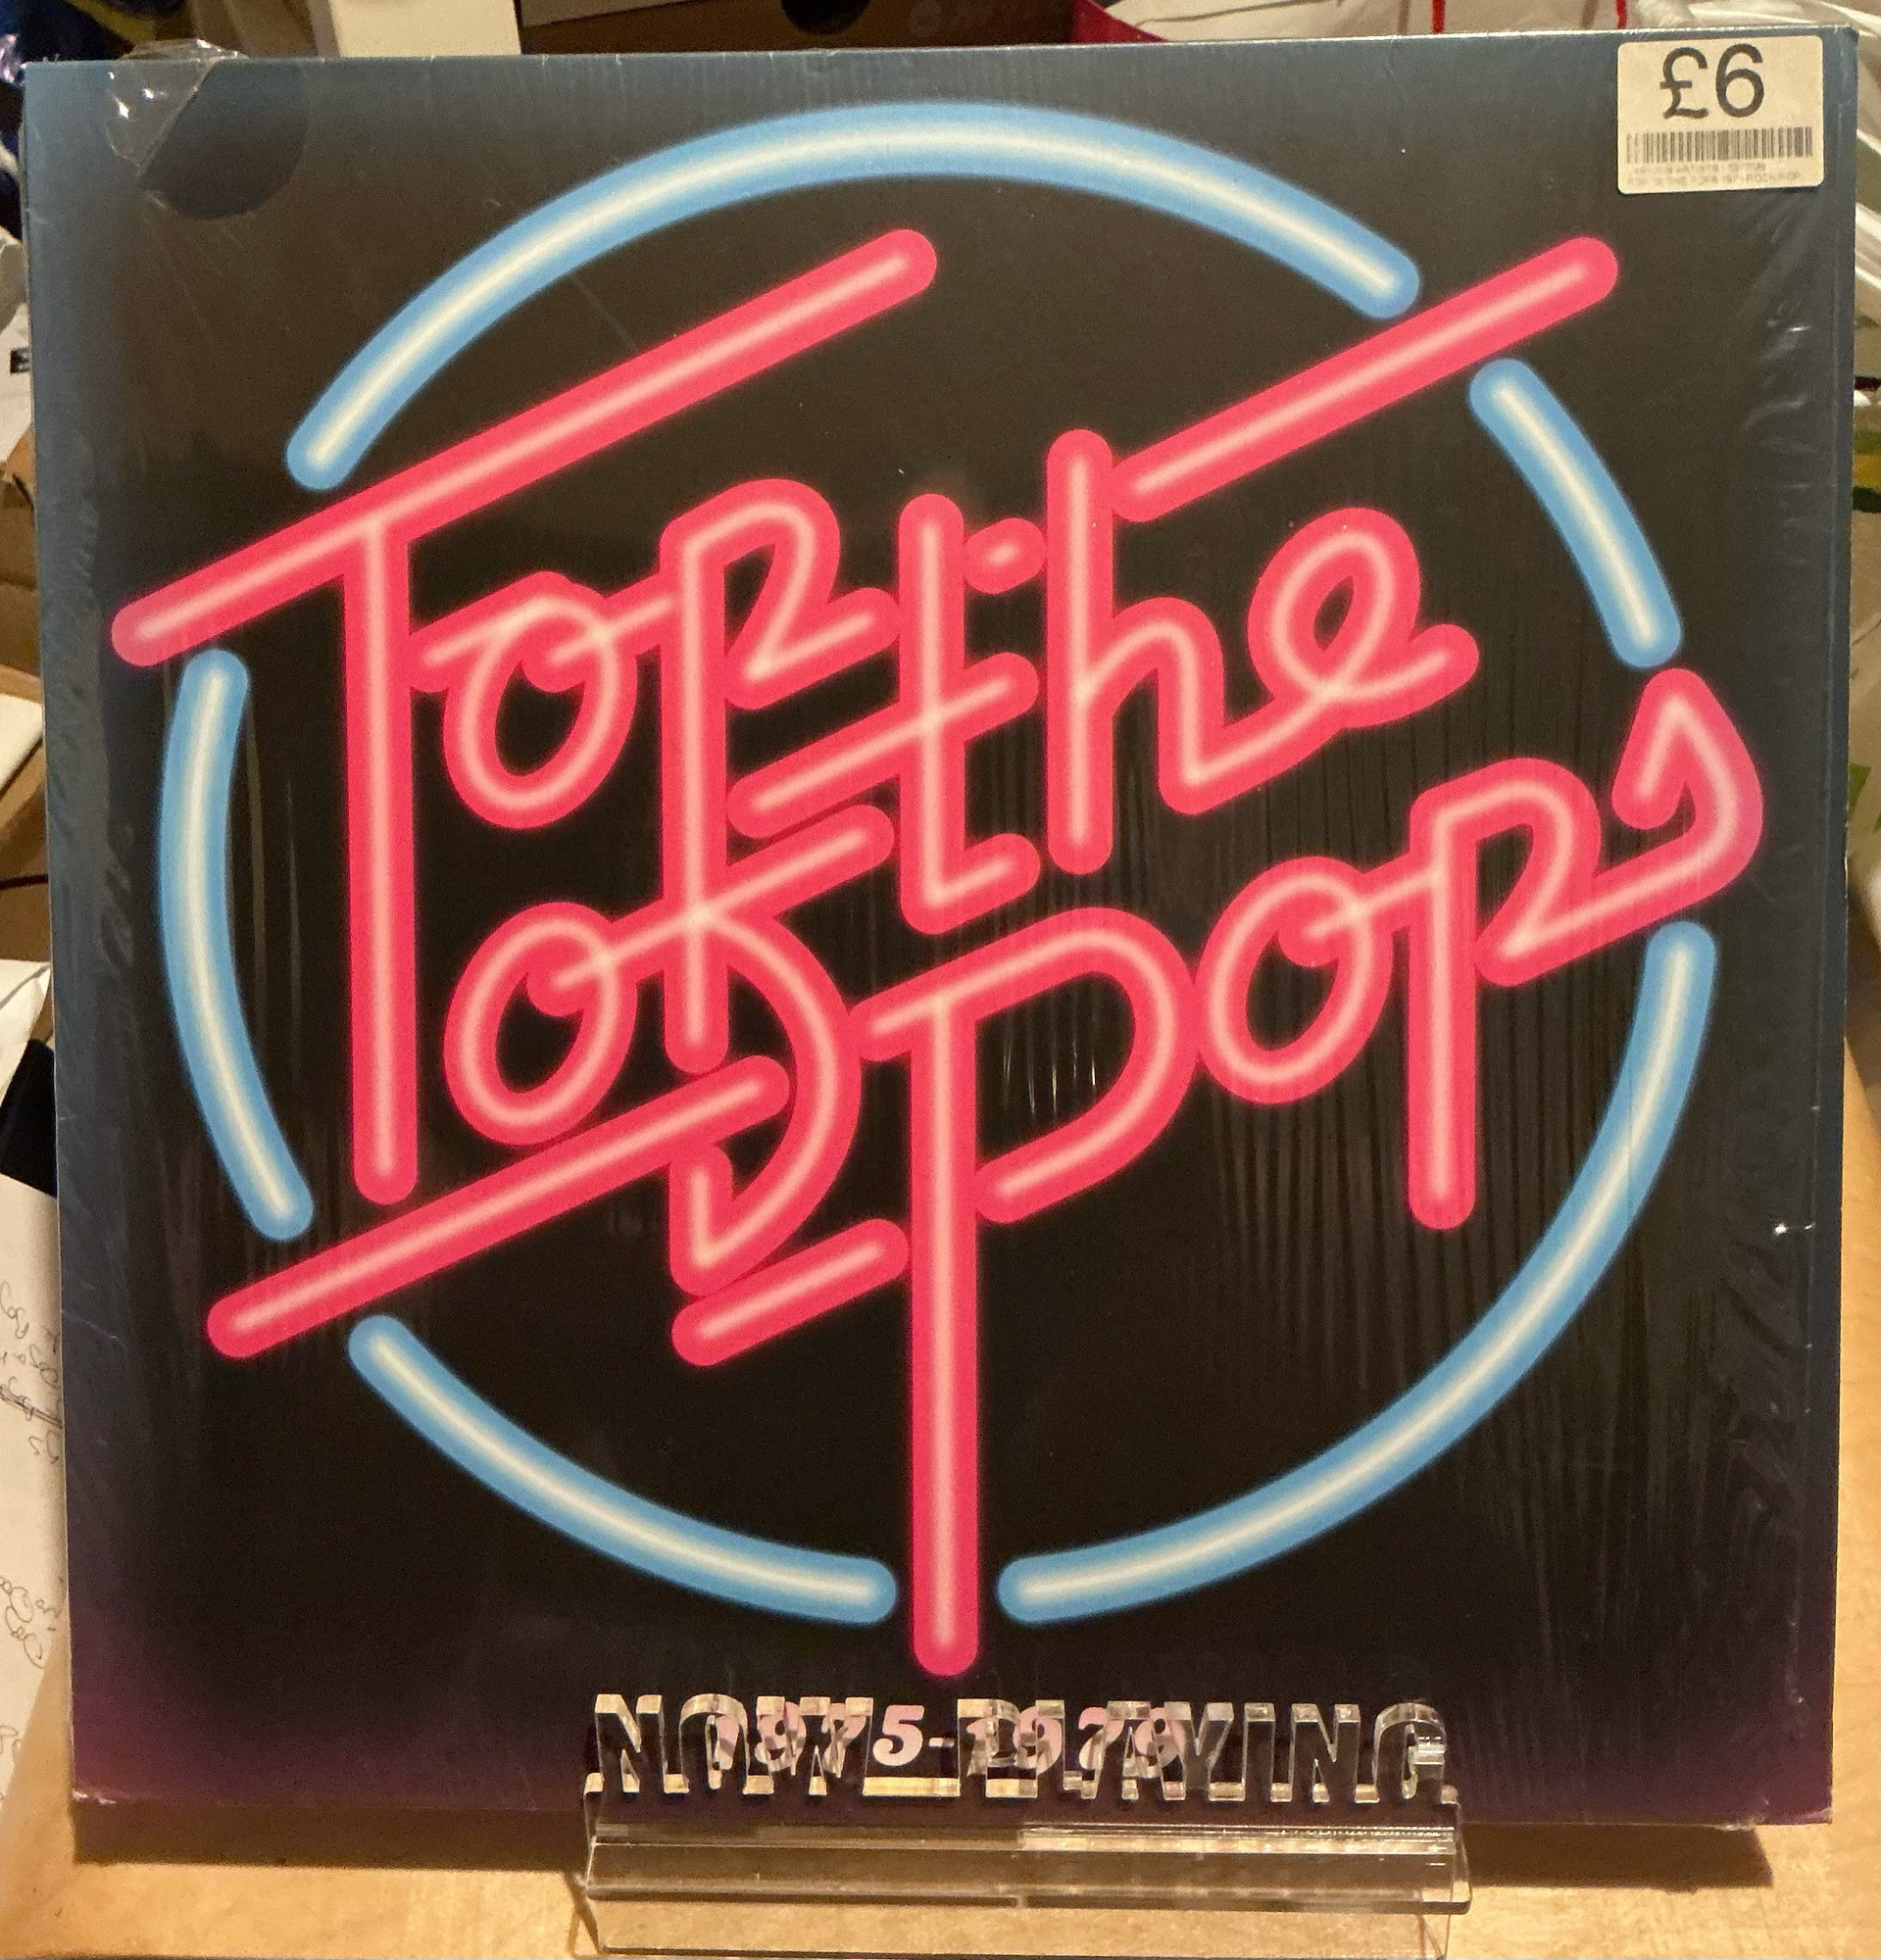 £6
Top
of
the
Pops
1975-1979
NOW PLAYING